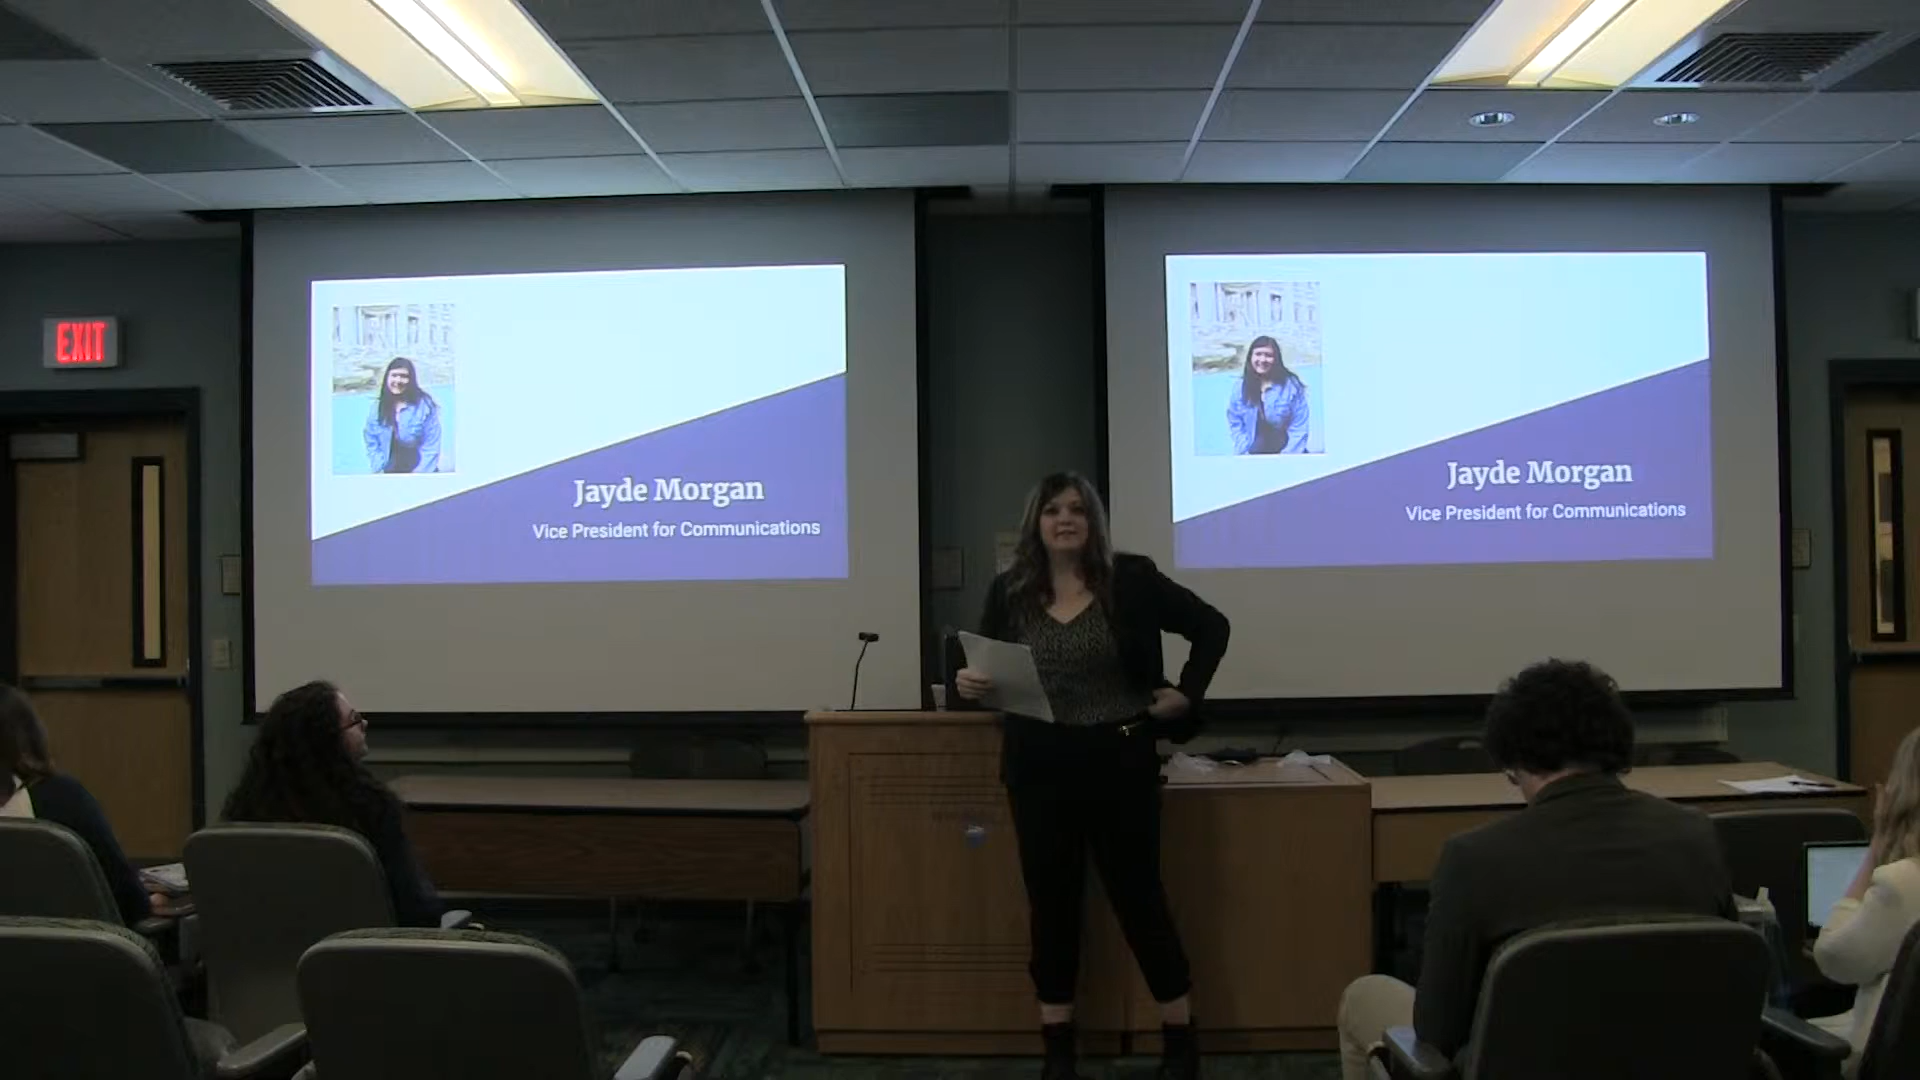 EXIT
Jayde Morgan
Vice President for Communications
Jayde Morgan
Vice President for Communications